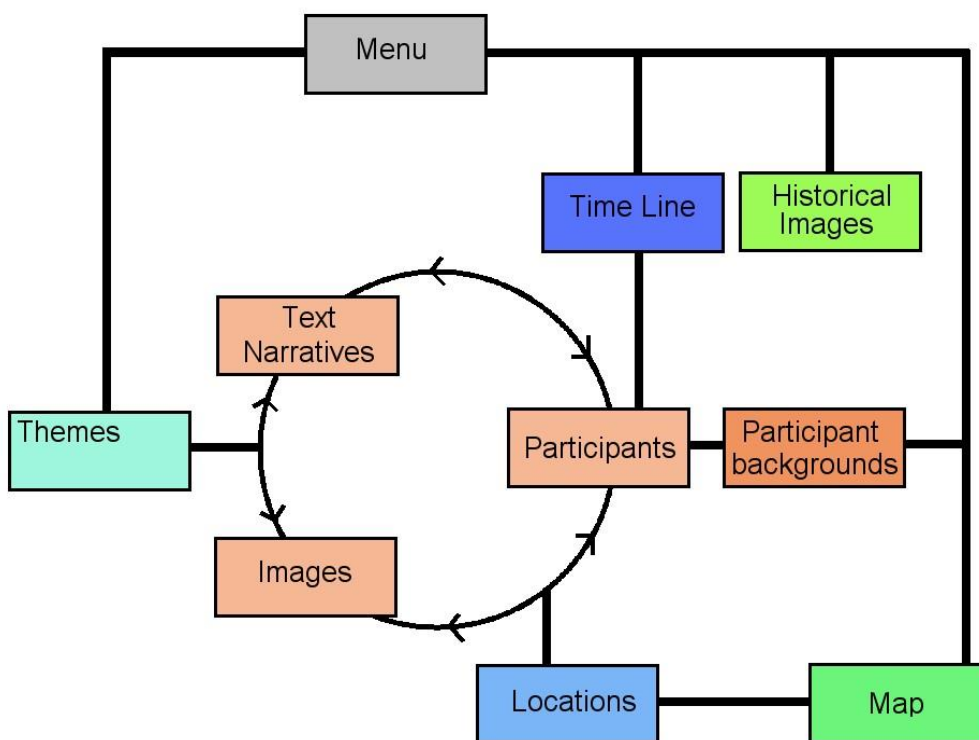 Menu
Time Line
Historical
Images
Text
Narratives
Themes
Participants
Participant
backgrounds
Images
Locations
Map